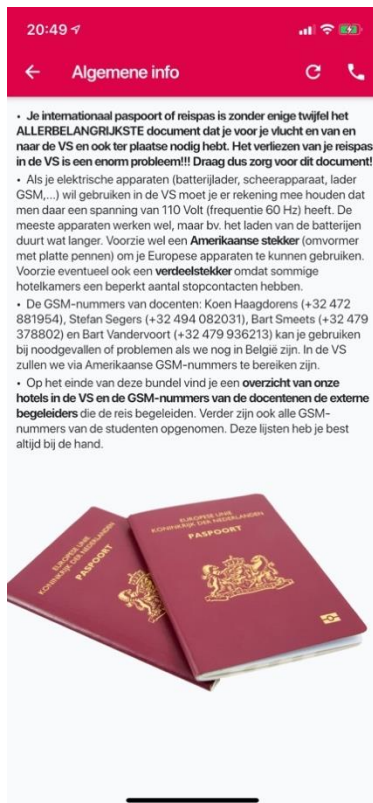 20:49
Algemene info
• Je internationaal paspoort of reispas is zonder enige twijfel het
ALLERBELANGRIJKSTE document dat je voor je vlucht en van en
naar de VS en ook ter plaatse nodig hebt. Het verliezen van je reispas
in de VS is een enorm probleem!!! Draag dus zorg voor dit document!
• Als je elektrische apparaten (batterijlader, scheerapparaat, lader
GSM,...) wil gebruiken in de VS moet je er rekening mee houden dat
men daar een spanning van 110 Volt (frequentie 60 Hz) heeft. De
meeste apparaten werken wel, maar bv. het laden van de batterijen
duurt wat langer. Voorzie wel een Amerikaanse stekker (omvormer
met platte pennen) om je Europese apparaten te kunnen gebruiken.
Voorzie eventueel ook een verdeelstekker omdat sommige
hotelkamers een beperkt aantal stopcontacten hebben.
• De GSM-nummers van docenten: Koen Haagdorens (+32 472
881954), Stefan Segers (+32 494 082031), Bart Smeets (+32 479
378802) en Bart Vandervoort (+32 479 936213) kan je gebruiken
bij noodgevallen of problemen als we nog in België zijn. In de VS
zullen we via Amerikaanse GSM-nummers te bereiken zijn.
• Op het einde van deze bundel vind je een overzicht van onze
hotels in de VS en de GSM-nummers van de docentenen de externe
begeleiders die de reis begeleiden. Verder zijn ook alle GSM-
nummers van de studenten opgenomen. Deze lijsten heb je best
altijd bij de hand.
EUROPESE UNIE
KONINKRIJK DER NEDERLANDEN
PASPOORT
EUROPESE UNIE
KONINKRIJK DER NEDERLANDEN
PASPOORT